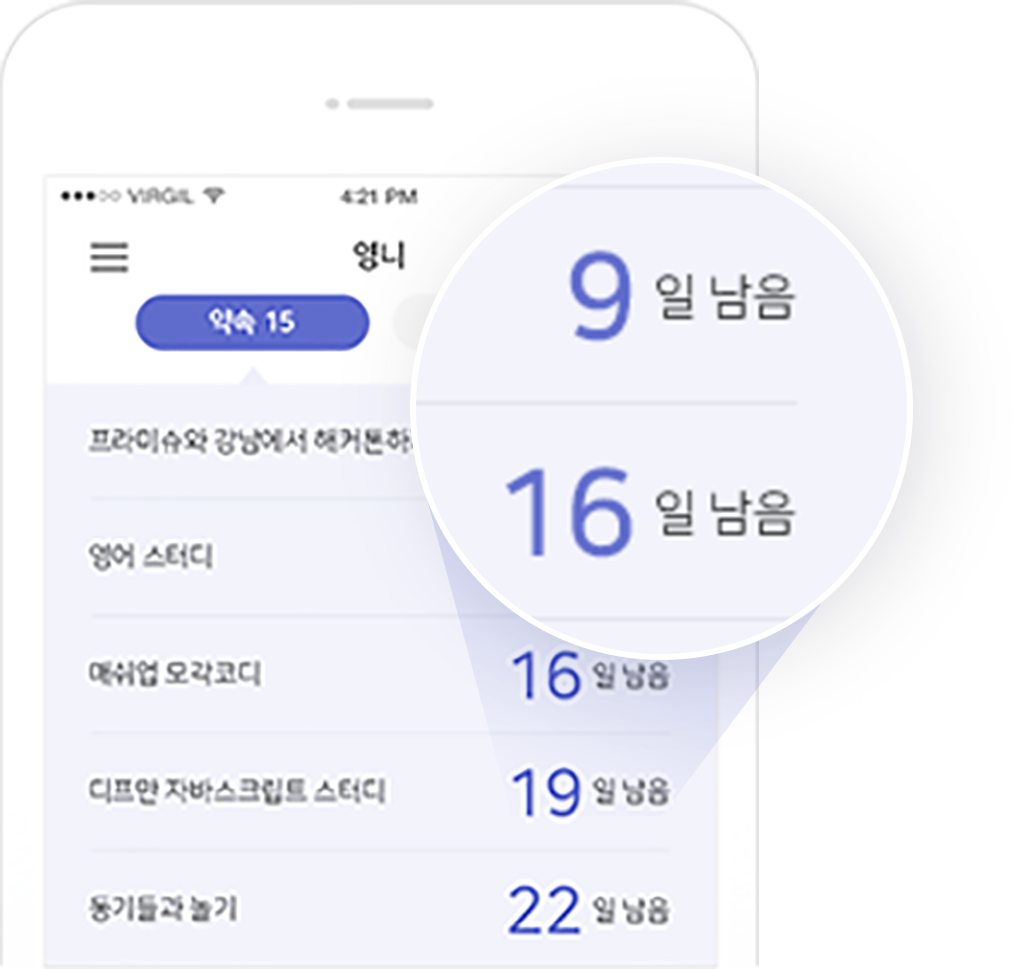 VIRGIL 4:21 PM
영니
약속 15
프라이슈와 강남에서 해커톤하
9 일 남음
영어 스터디
16 일 남음
매쉬업 모각코디
16 일 남음
디프만 자바스크립트 스터디
19 일 남음
동기들과 놀기
22 일 남음